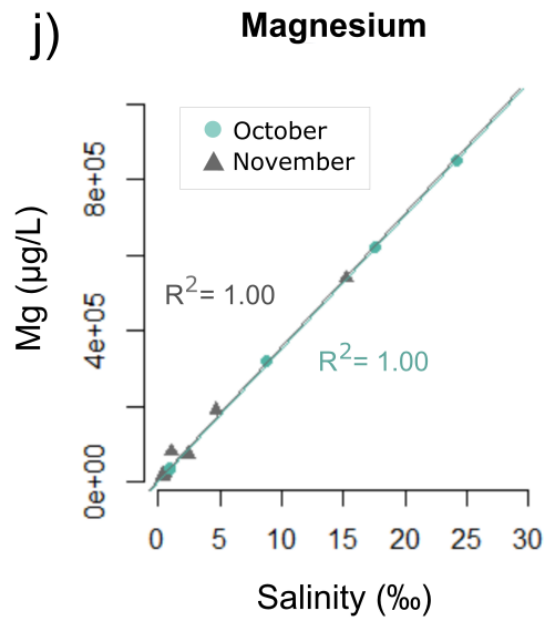 j)
Magnesium
October
November
Mg (µg/L)
8e+05
4e+05
0e+00
R²= 1.00
R²= 1.00
0 5 10 15 20 25 30
Salinity (‰)